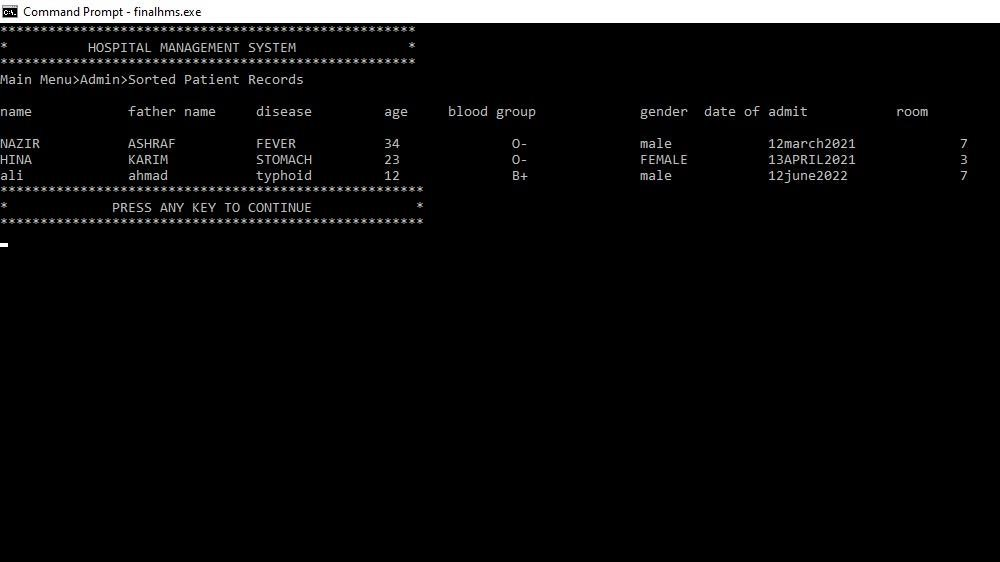 Command Prompt - finalhms.exe
****************************************************
*          HOSPITAL MANAGEMENT SYSTEM              *
****************************************************
Main Menu>Admin>Sorted Patient Records
name            father name     disease         age     blood group             gender  date of admit           room
NAZIR           ASHRAF          FEVER           34              O-              male            12march2021             7
HINA            KARIM           STOMACH         23              O-              FEMALE          13APRIL2021             3
ali             ahmad           typhoid         12              B+              male            12june2022              7
*****************************************************
*             PRESS ANY KEY TO CONTINUE             *
*****************************************************